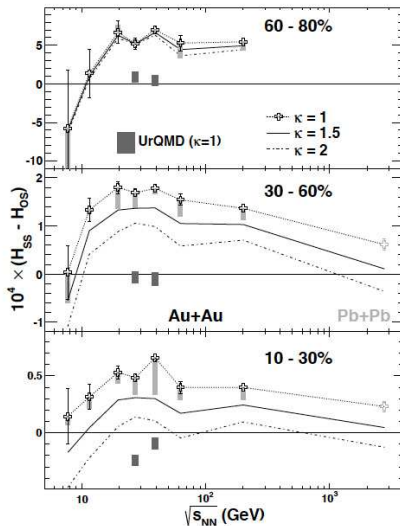 60 - 80%
5
0
-5
-10
κ = 1
κ = 1.5
κ = 2
UrQMD (κ=1)
10⁴ × (H_SS - H_OS)
30 - 60%
2
1
0
-1
Au+Au
Pb+Pb
10 - 30%
0.5
0
10
10²
10³
√s_NN (GeV)